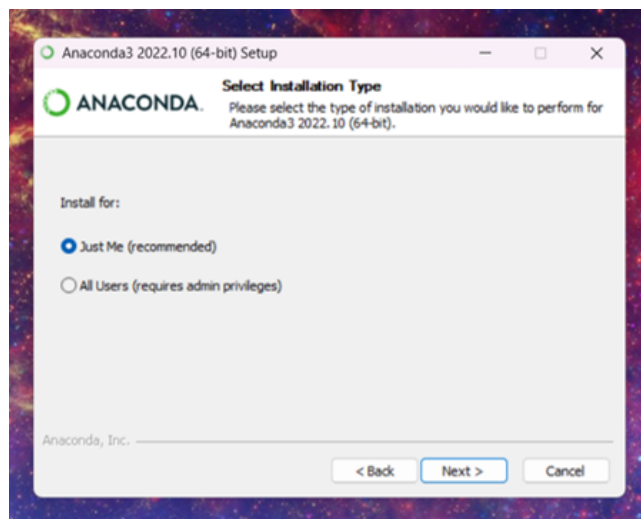 Anaconda3 2022.10 (64-bit) Setup
ANACONDA.
Select Installation Type
Please select the type of installation you would like to perform for
Anaconda3 2022.10 (64-bit).
Install for:
Just Me (recommended)
All Users (requires admin privileges)
Anaconda, Inc.
< Back Next > Cancel